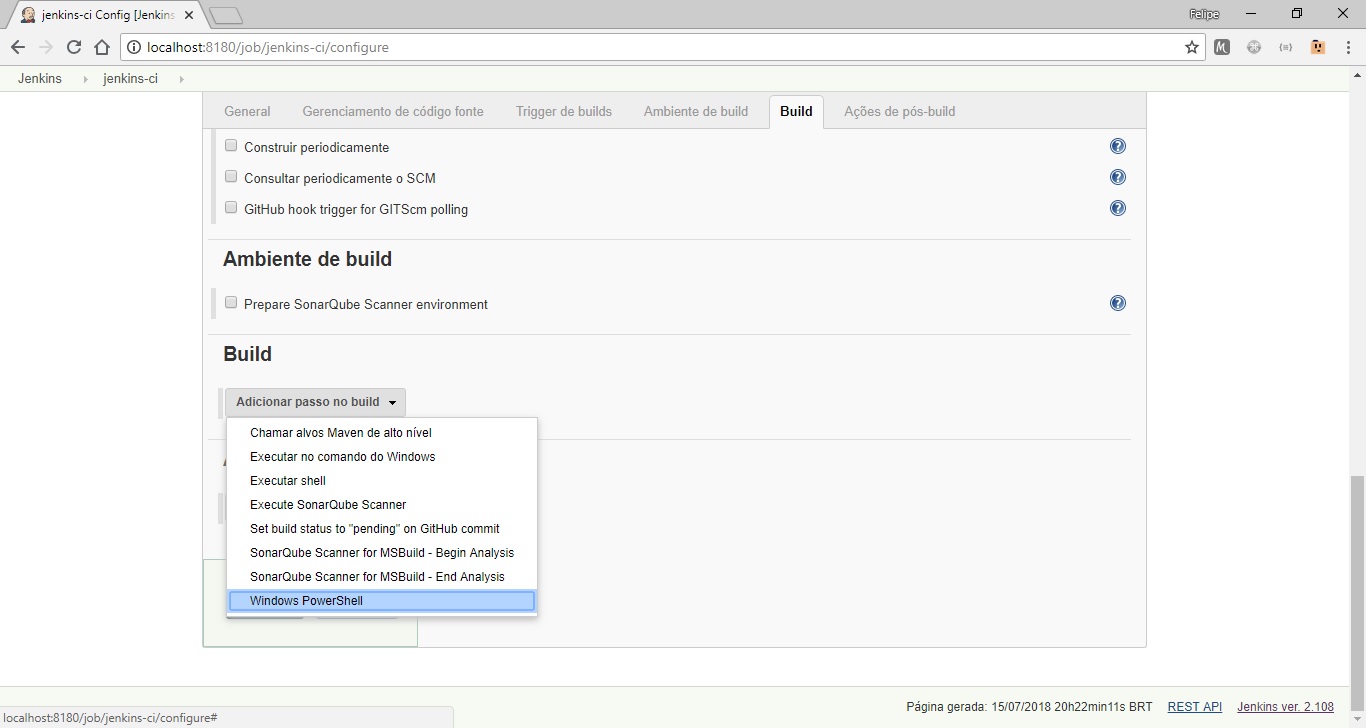 jenkins-ci Config [Jenkins
Felipe
localhost:8180/job/jenkins-ci/configure
Jenkins
jenkins-ci
General
Gerenciamento de código fonte
Trigger de builds
Ambiente de build
Build
Ações de pós-build
Construir periodicamente
Consultar periodicamente o SCM
GitHub hook trigger for GITScm polling
Ambiente de build
Prepare SonarQube Scanner environment
Build
Adicionar passo no build
Chamar alvos Maven de alto nível
Executar no comando do Windows
Executar shell
Execute SonarQube Scanner
Set build status to "pending" on GitHub commit
SonarQube Scanner for MSBuild - Begin Analysis
SonarQube Scanner for MSBuild - End Analysis
Windows PowerShell
Página gerada: 15/07/2018 20h22min11s BRT
REST API
Jenkins ver. 2.108
localhost:8180/job/jenkins-ci/configure#